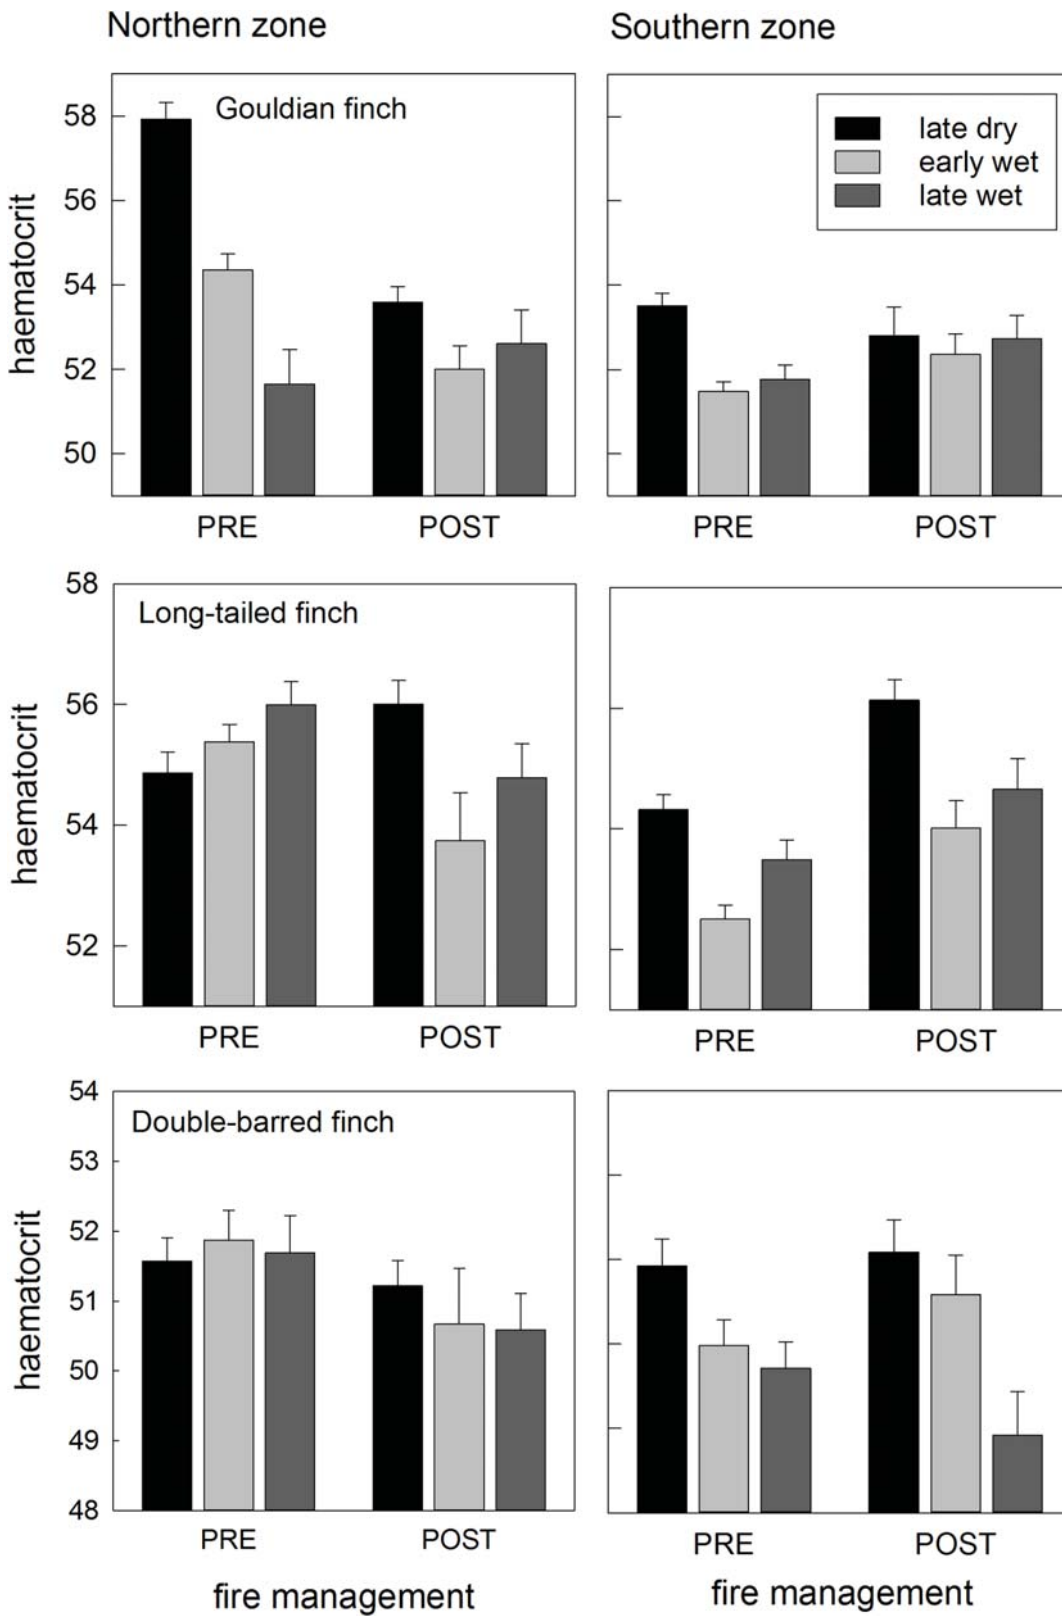 Northern zone
Southern zone
Gouldian finch
late dry
early wet
late wet
haematocrit
58
56
54
52
50
PRE
POST
PRE
POST
Long-tailed finch
haematocrit
58
56
54
52
PRE
POST
PRE
POST
Double-barred finch
haematocrit
54
53
52
51
50
49
48
PRE
POST
PRE
POST
fire management
fire management